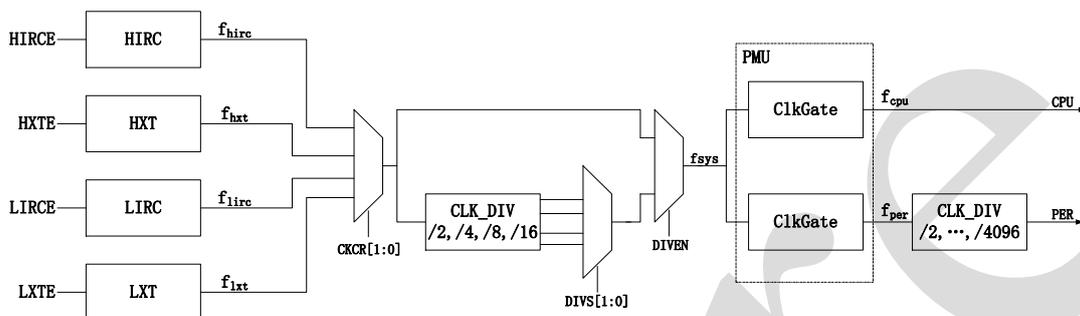 HIRCE
HIRC
fhirc
HXTE
HXT
fhxt
LIRCE
LIRC
flirc
LXTE
LXT
flxt
CKCR[1:0]
CLK_DIV
/2,/4,/8,/16
DIVS[1:0]
DIVEN
fsys
PMU
ClkGate
fcpu
CPU
ClkGate
fper
CLK_DIV
/2,…,/4096
PER